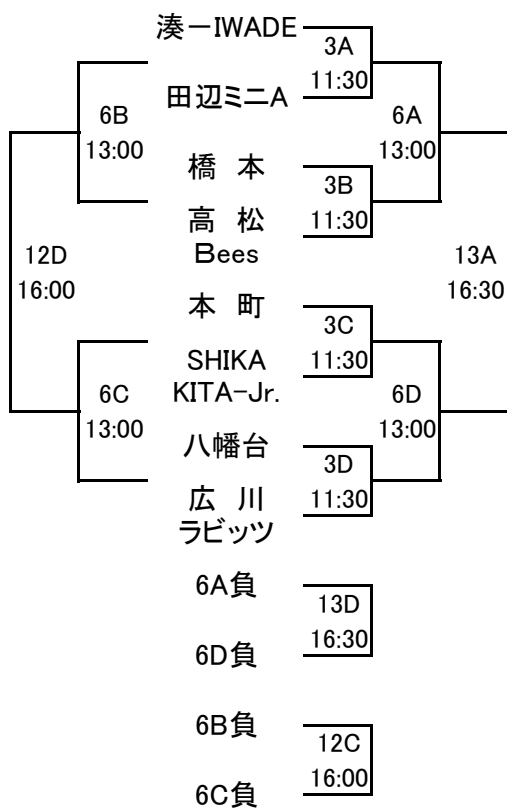 湊ーIWADE
3A
11:30
田辺ミニA
6B
13:00
6A
13:00
橋 本
3B
11:30
高 松
Bees
12D
16:00
13A
16:30
本 町
3C
11:30
SHIKA
KITA-Jr.
6C
13:00
6D
13:00
八幡台
3D
11:30
広 川
ラビッツ
6A負
13D
16:30
6D負
6B負
12C
16:00
6C負